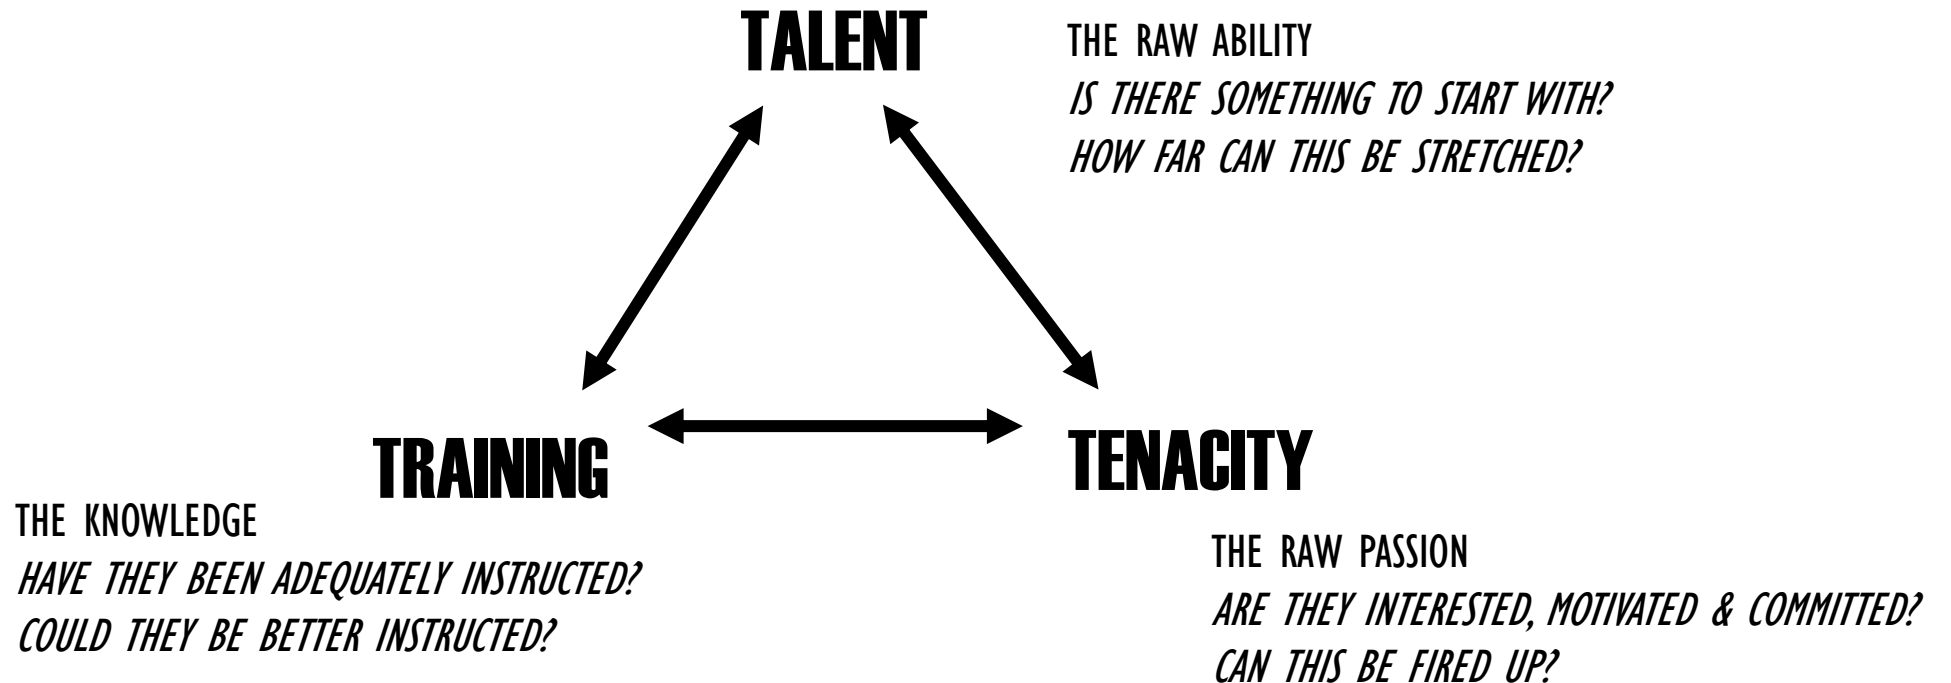 TALENT
THE RAW ABILITY
IS THERE SOMETHING TO START WITH?
HOW FAR CAN THIS BE STRETCHED?
TRAINING
THE KNOWLEDGE
HAVE THEY BEEN ADEQUATELY INSTRUCTED?
COULD THEY BE BETTER INSTRUCTED?
TENACITY
THE RAW PASSION
ARE THEY INTERESTED, MOTIVATED & COMMITTED?
CAN THIS BE FIRED UP?